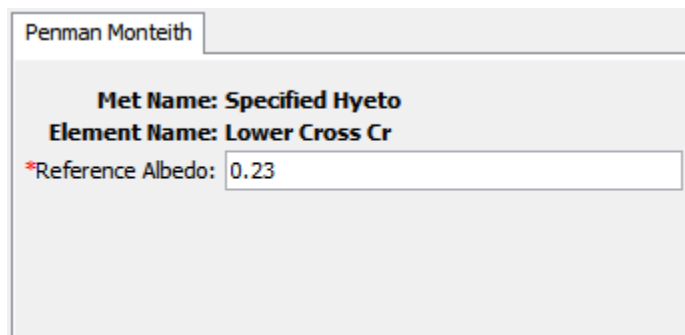 Penman Monteith
Met Name: Specified Hyeto
Element Name: Lower Cross Cr
*Reference Albedo: 0.23